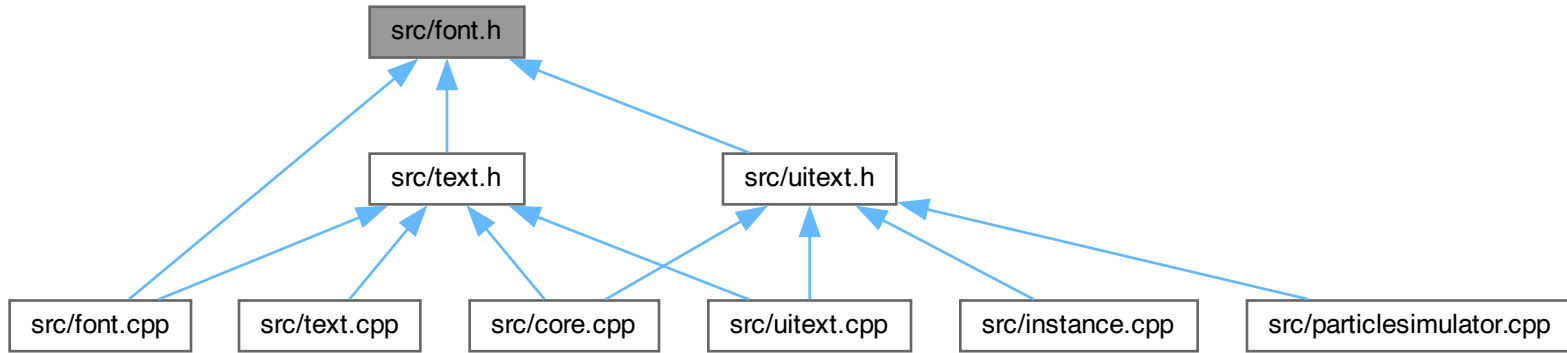 src/font.h
src/text.h
src/uitext.h
src/font.cpp
src/text.cpp
src/core.cpp
src/uitext.cpp
src/instance.cpp
src/particlesimulator.cpp